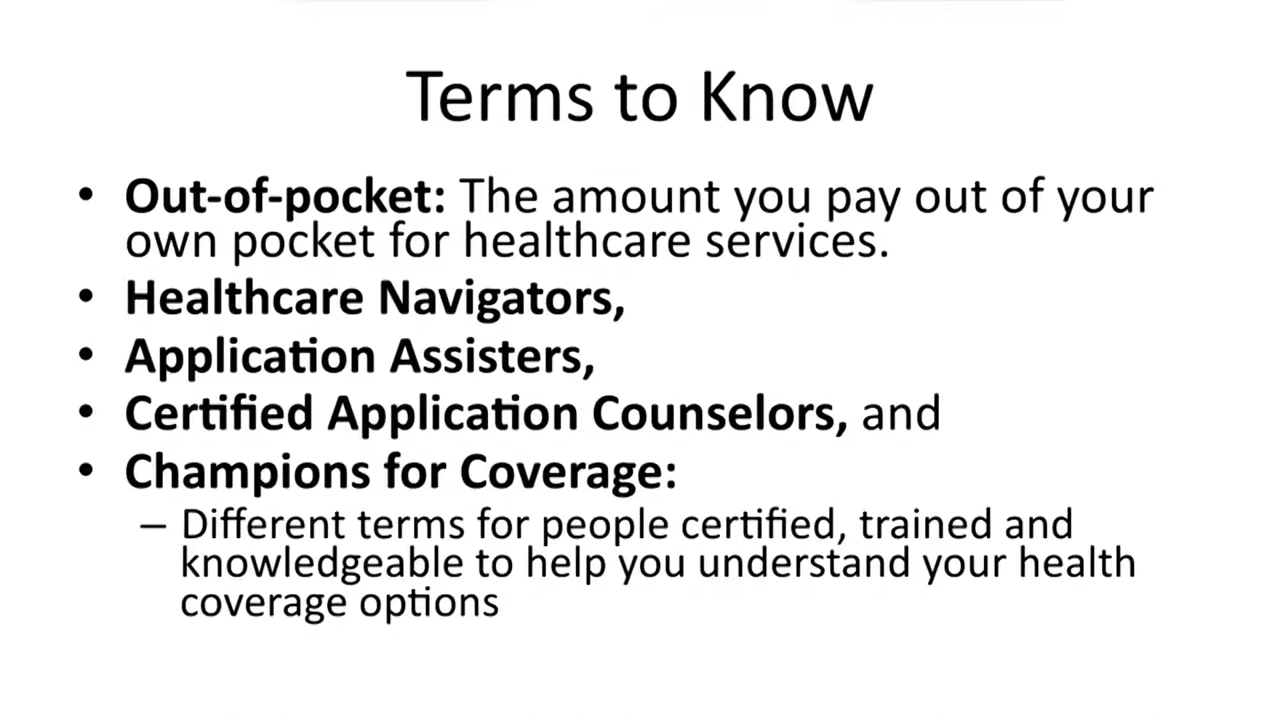 Terms to Know
• Out-of-pocket: The amount you pay out of your
own pocket for healthcare services.
• Healthcare Navigators,
• Application Assisters,
• Certified Application Counselors, and
• Champions for Coverage:
– Different terms for people certified, trained and
knowledgeable to help you understand your health
coverage options